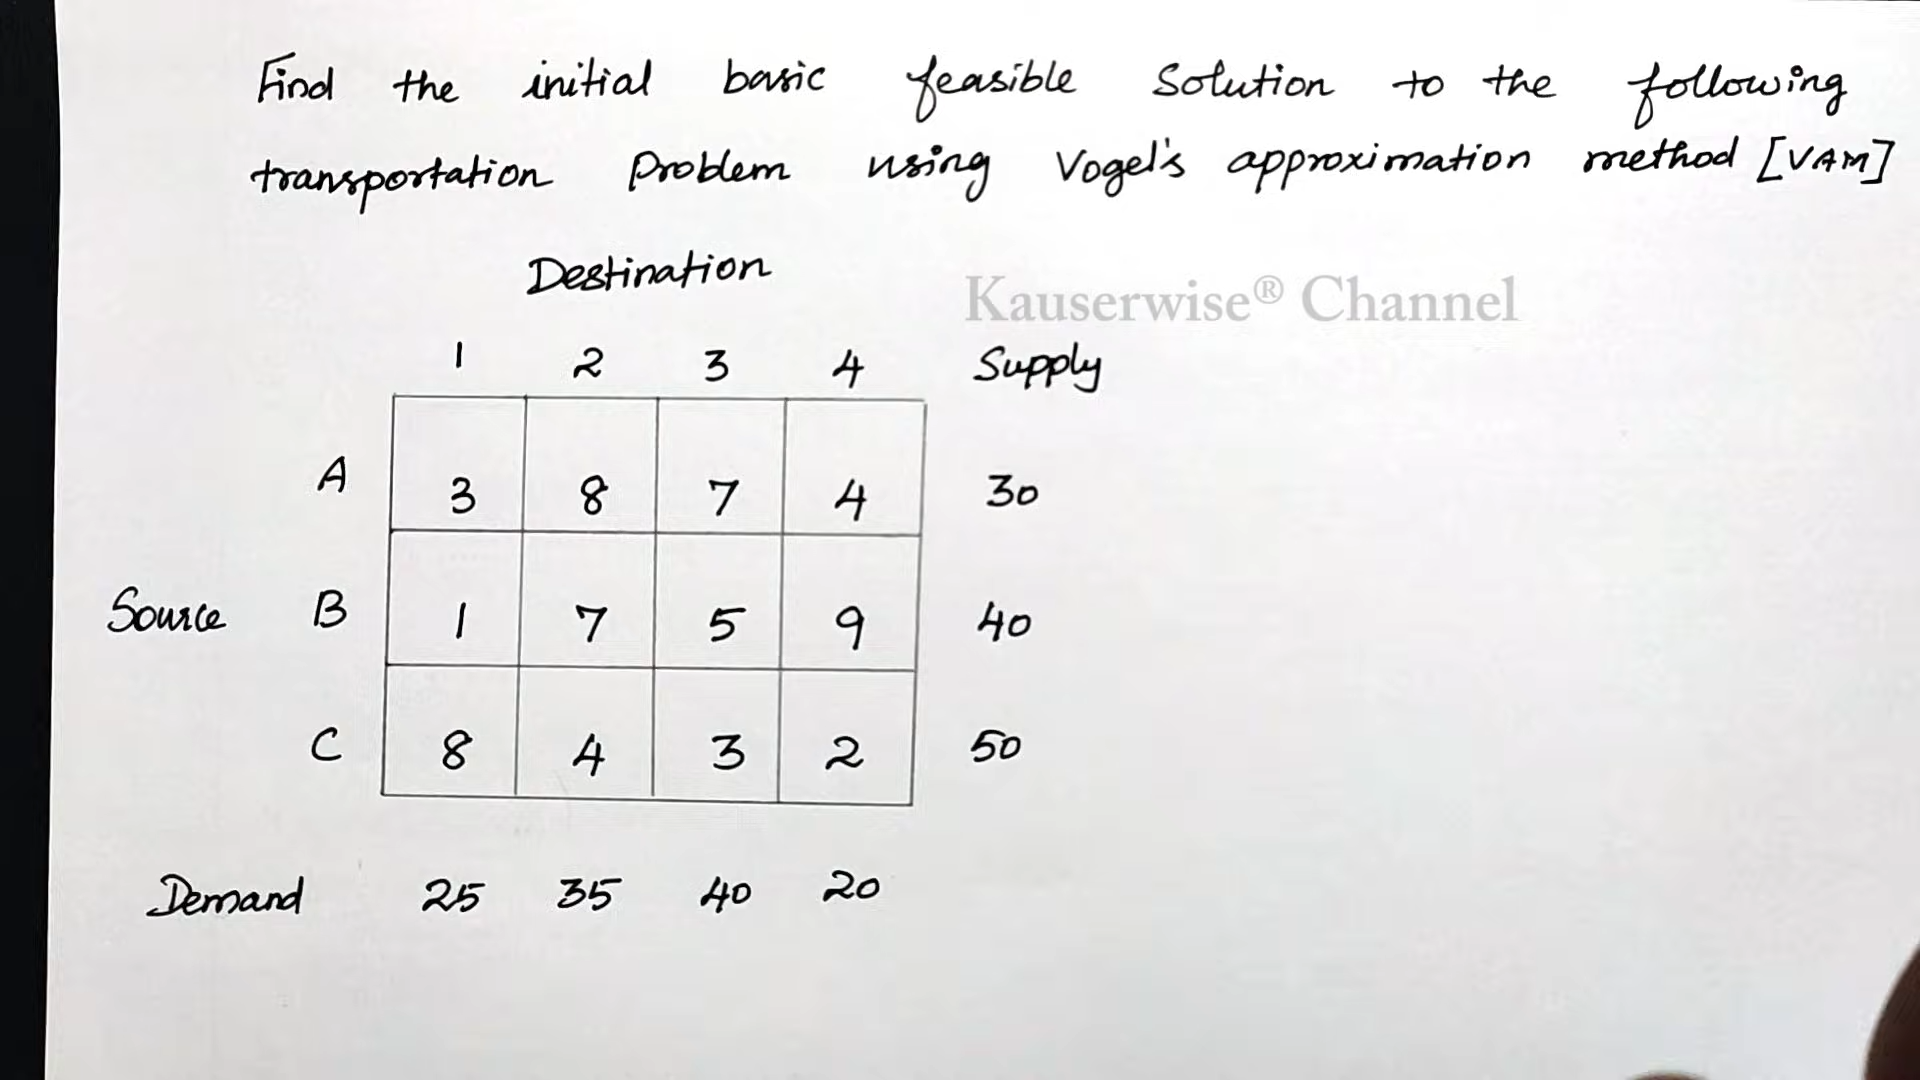 Find the initial basic feasible Solution to the following
transportation Problem using Vogel's approximation method [VAM]
Destination
Kauserwise® Channel
1 2 3 4 Supply
A 3 8 7 4 30
Source B 1 7 5 9 40
C 8 4 3 2 50
Demand 25 35 40 20